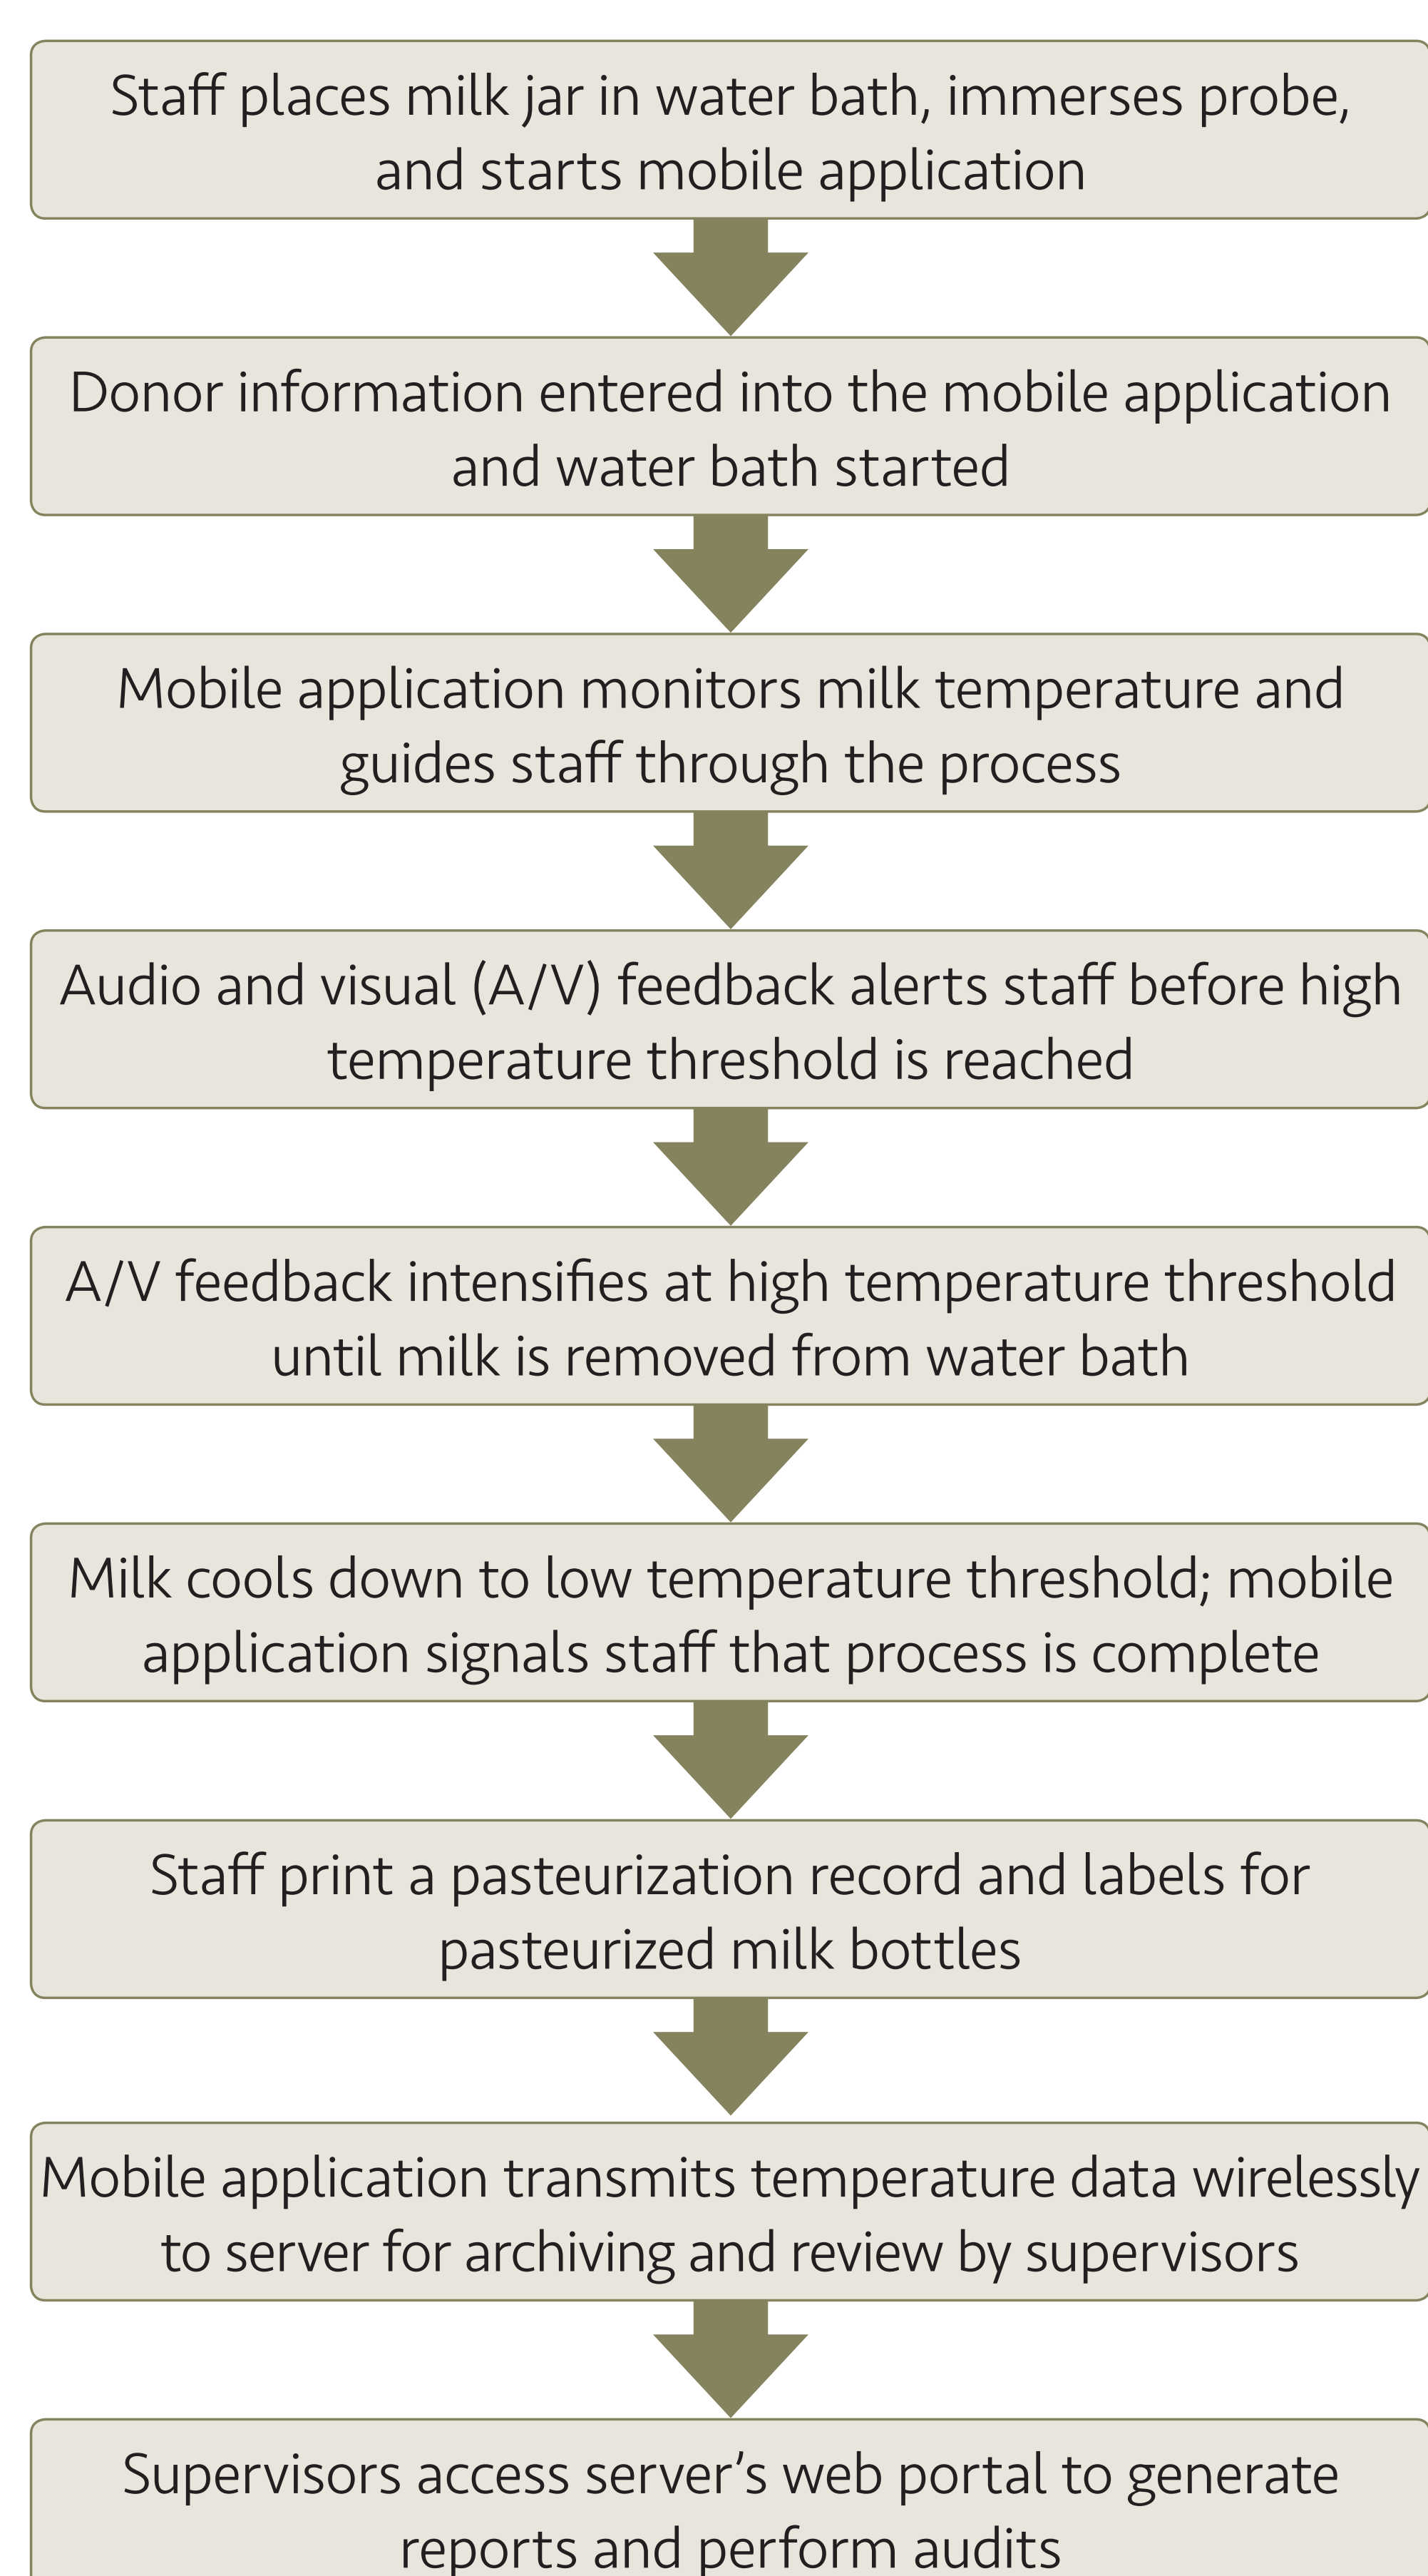 Staff places milk jar in water bath, immerses probe,
and starts mobile application
Donor information entered into the mobile application
and water bath started
Mobile application monitors milk temperature and
guides staff through the process
Audio and visual (A/V) feedback alerts staff before high
temperature threshold is reached
A/V feedback intensifies at high temperature threshold
until milk is removed from water bath
Milk cools down to low temperature threshold; mobile
application signals staff that process is complete
Staff print a pasteurization record and labels for
pasteurized milk bottles
Mobile application transmits temperature data wirelessly
to server for archiving and review by supervisors
Supervisors access server’s web portal to generate
reports and perform audits